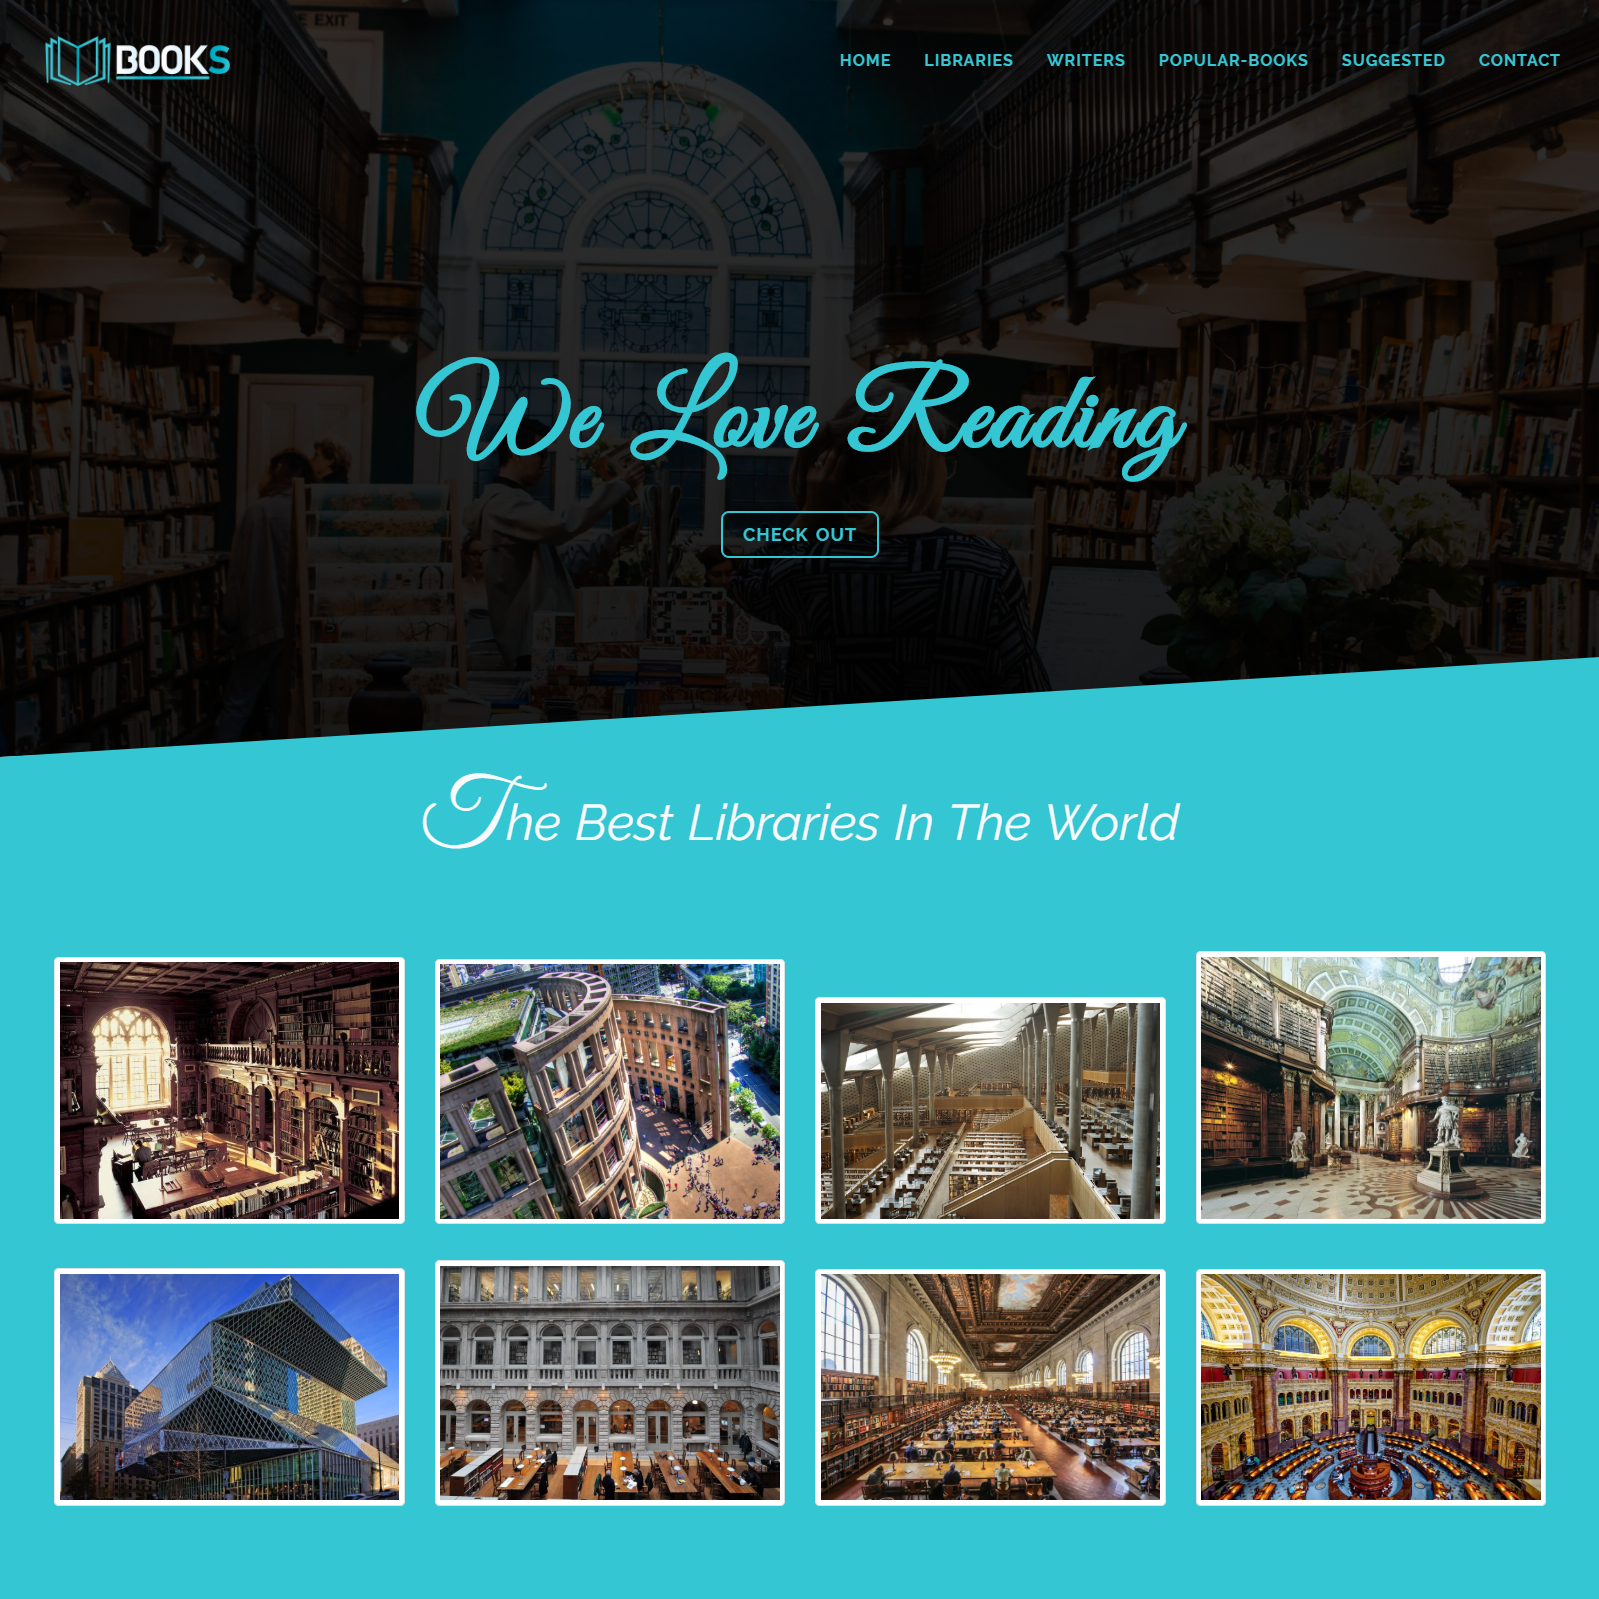 EXIT
BOOKS
HOME
LIBRARIES
WRITERS
POPULAR-BOOKS
SUGGESTED
CONTACT
We Love Reading
CHECK OUT
The Best Libraries In The World